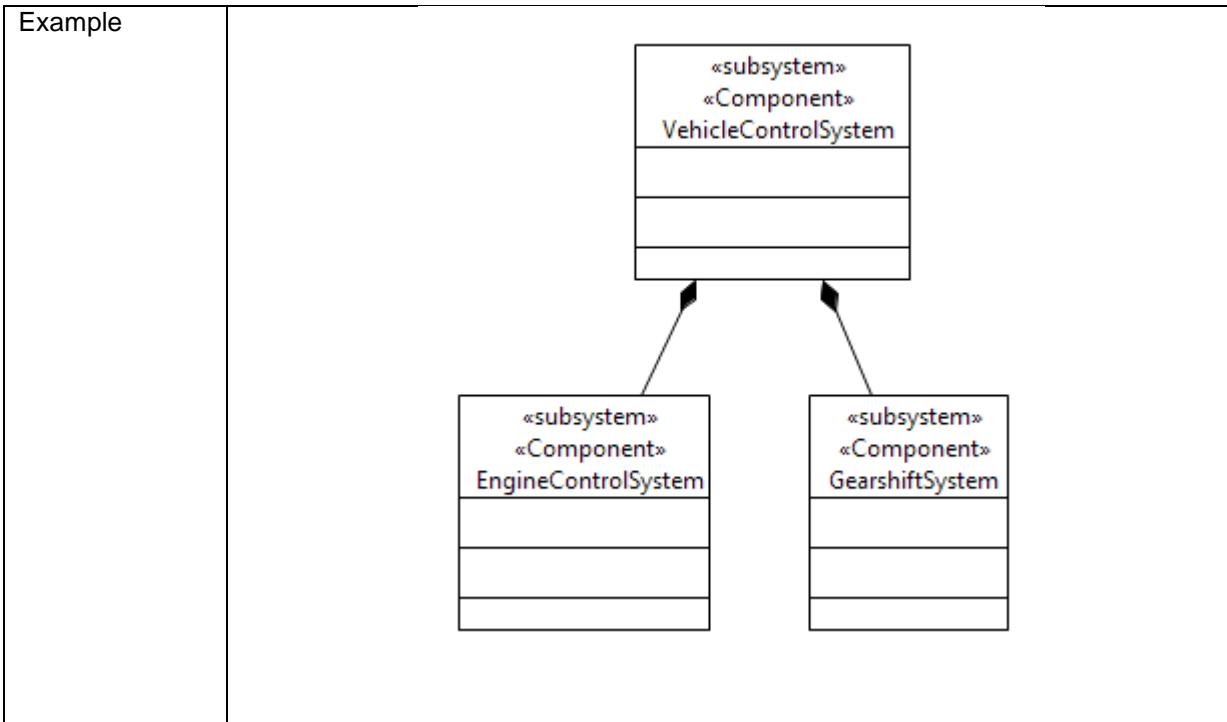 Example
«subsystem»
«Component»
VehicleControlSystem
«subsystem»
«Component»
EngineControlSystem
«subsystem»
«Component»
GearshiftSystem